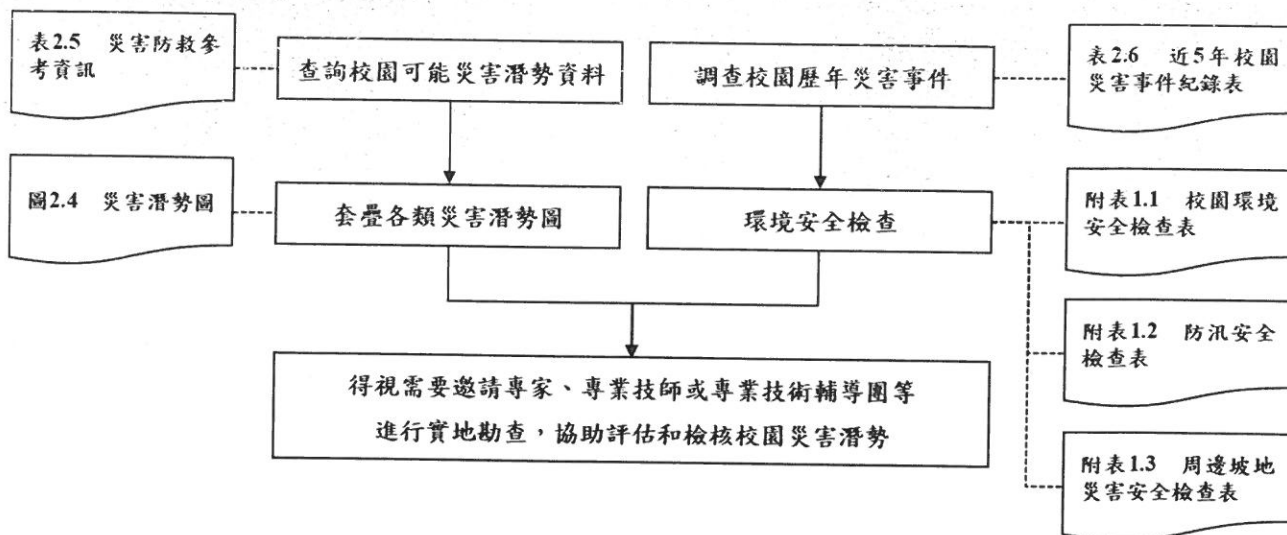 表2.5 災害防救參
考資訊
查詢校園可能災害潛勢資料
調查校園歷年災害事件
表2.6 近5年校園
災害事件紀錄表
圖2.4 災害潛勢圖
套疊各類災害潛勢圖
環境安全檢查
附表1.1 校園環境
安全檢查表
附表1.2 防汛安全
檢查表
得視需要邀請專家、專業技師或專業技術輔導團等
進行實地勘查，協助評估和檢核校園災害潛勢
附表1.3 周邊坡地
災害安全檢查表